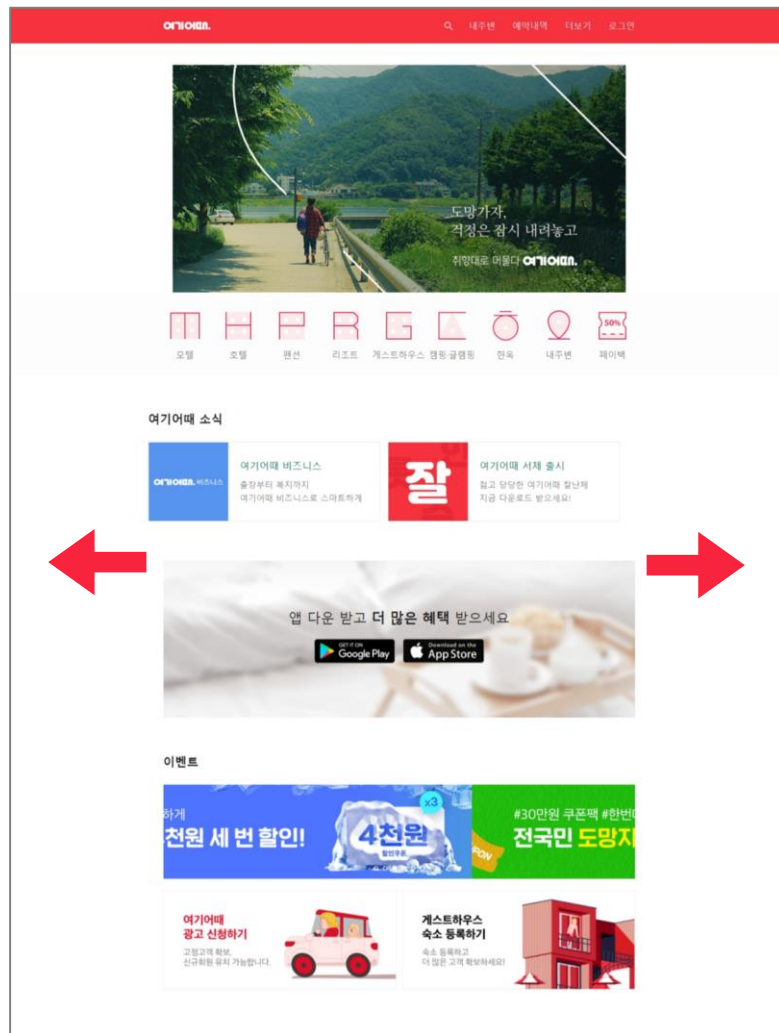 여기어때.
내주변 예약내역 더보기 로그인
도망가자,
걱정은 잠시 내려놓고
취향대로 머물다 여기어때.
모텔 호텔 펜션 리조트 게스트하우스 캠핑·글램핑 한옥 내주변 페이백
50%
여기어때 소식
여기어때. 비즈니스
여기어때 비즈니스
출장부터 복지까지
여기어때 비즈니스로 스마트하게
잘
여기어때 서체 출시
젊고 당당한 여기어때 잘난체
지금 다운로드 받으세요!
앱 다운 받고 더 많은 혜택 받으세요
GET IT ON
Google Play
Download on the
App Store
이벤트
하게
천원 세 번 할인!
x3
4천원
할인쿠폰
PON
#30만원 쿠폰팩 #한번더
전국민 도망지
여기어때
광고 신청하기
고정고객 확보,
신규회원 유치 가능합니다.
게스트하우스
숙소 등록하기
숙소 등록하고
더 많은 고객 확보하세요!